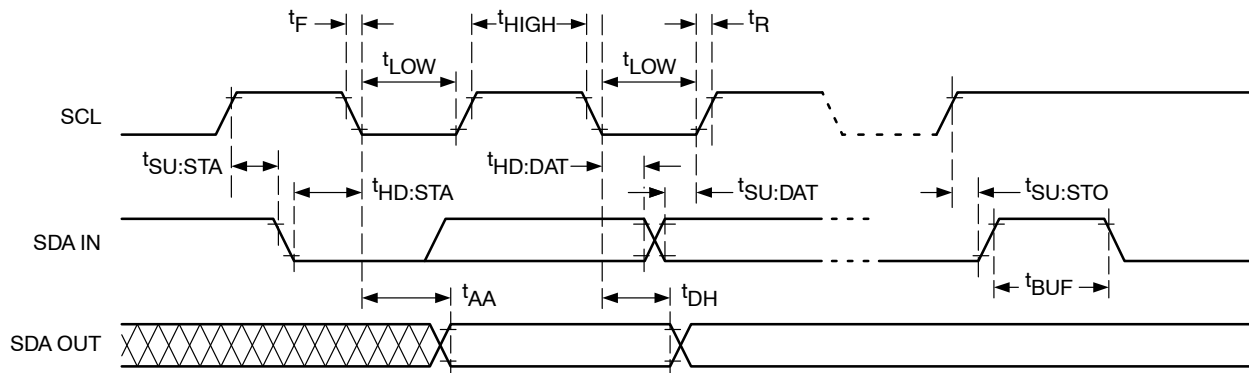 tF
tHIGH
tR
tLOW
tLOW
SCL
tSU:STA
tHD:DAT
tHD:STA
tSU:DAT
tSU:STO
SDA IN
tBUF
tAA
tDH
SDA OUT